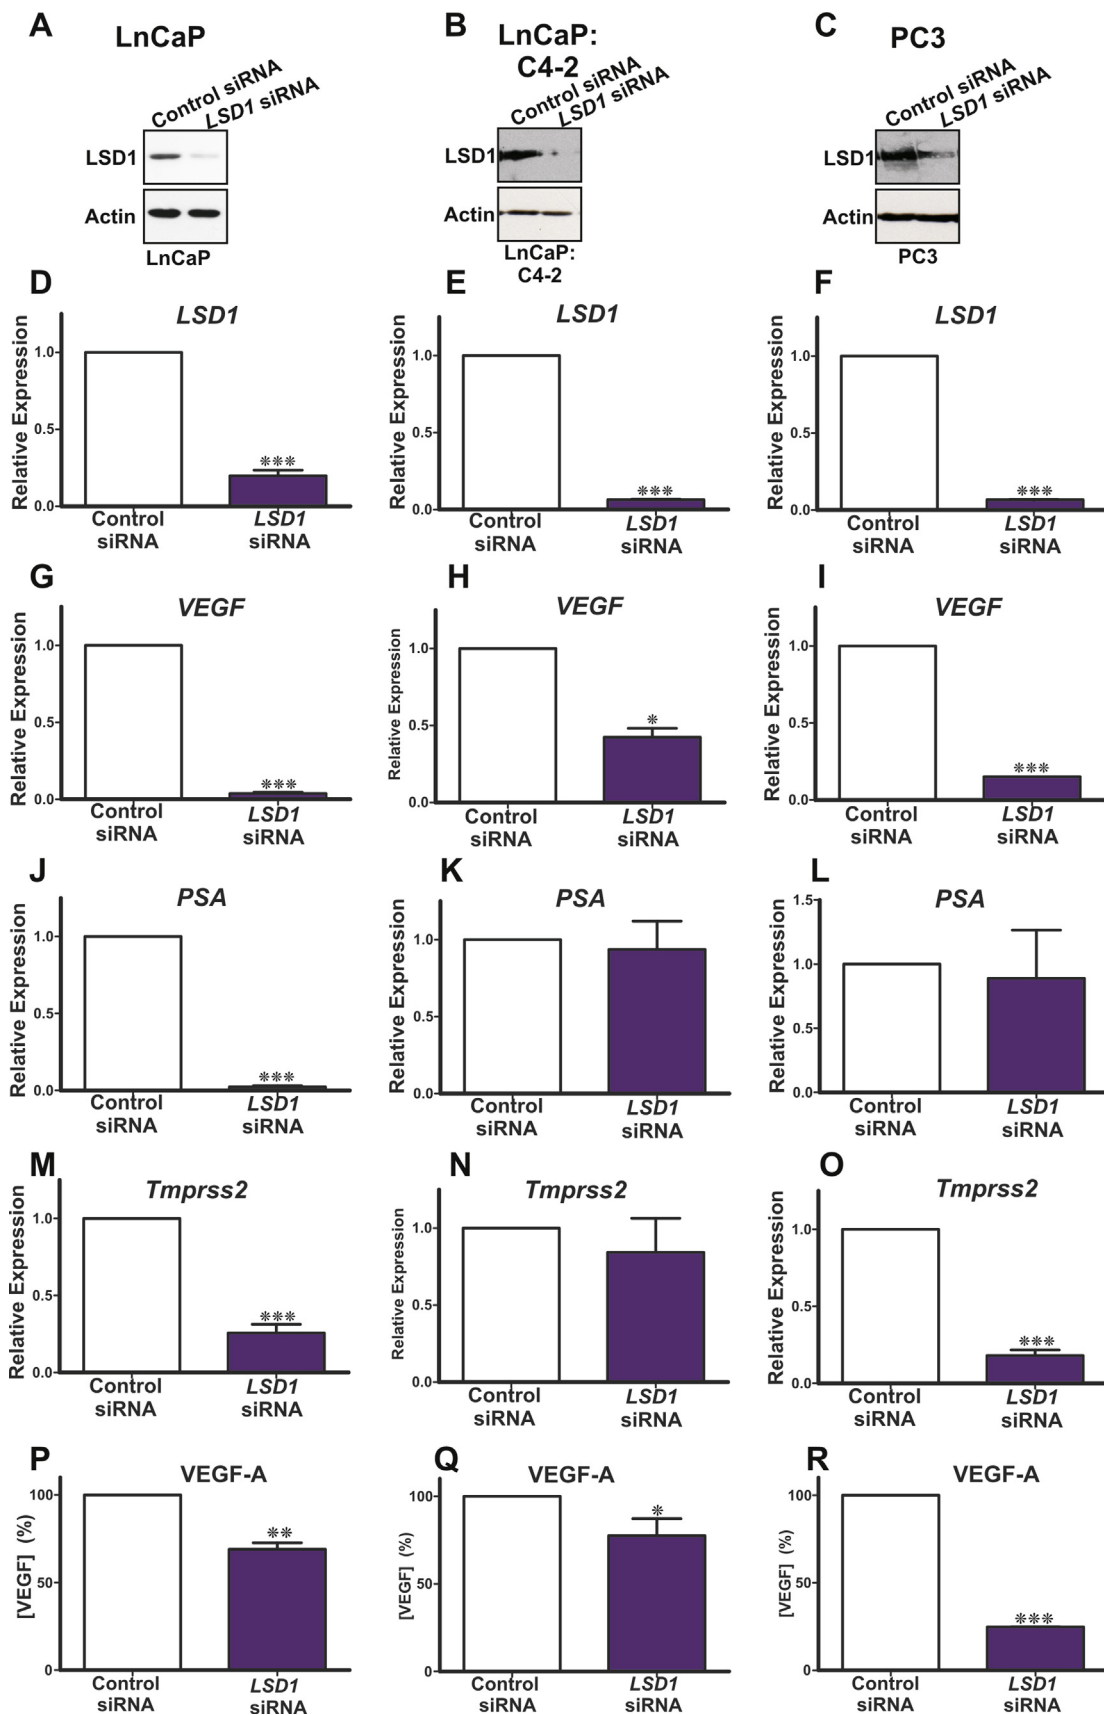 A
LnCaP
Control siRNA
LSD1 siRNA
LSD1
Actin
LnCaP
B
LnCaP:
C4-2
Control siRNA
LSD1 siRNA
LSD1
Actin
LnCaP:
C4-2
C
PC3
Control siRNA
LSD1 siRNA
LSD1
Actin
PC3
D
LSD1
Relative Expression
1.0
0.5
0.0
***
Control
siRNA
LSD1
siRNA
E
LSD1
Relative Expression
1.0
0.5
0.0
***
Control
siRNA
LSD1
siRNA
F
LSD1
Relative Expression
1.0
0.5
0.0
***
Control
siRNA
LSD1
siRNA
G
VEGF
Relative Expression
1.0
0.5
0.0
***
Control
siRNA
LSD1
siRNA
H
VEGF
Relative Expression
1.0
0.5
0.0
*
Control
siRNA
LSD1
siRNA
I
VEGF
Relative Expression
1.0
0.5
0.0
***
Control
siRNA
LSD1
siRNA
J
PSA
Relative Expression
1.0
0.5
0.0
***
Control
siRNA
LSD1
siRNA
K
PSA
Relative Expression
1.0
0.5
0.0
Control
siRNA
LSD1
siRNA
L
PSA
Relative Expression
1.5
1.0
0.5
0.0
Control
siRNA
LSD1
siRNA
M
Tmprss2
Relative Expression
1.0
0.5
0.0
***
Control
siRNA
LSD1
siRNA
N
Tmprss2
Relative Expression
1.0
0.5
0.0
Control
siRNA
LSD1
siRNA
O
Tmprss2
Relative Expression
1.0
0.5
0.0
***
Control
siRNA
LSD1
siRNA
P
VEGF-A
[VEGF] (%)
100
50
0
**
Control
siRNA
LSD1
siRNA
Q
VEGF-A
[VEGF] (%)
100
50
0
*
Control
siRNA
LSD1
siRNA
R
VEGF-A
[VEGF] (%)
100
50
0
***
Control
siRNA
LSD1
siRNA